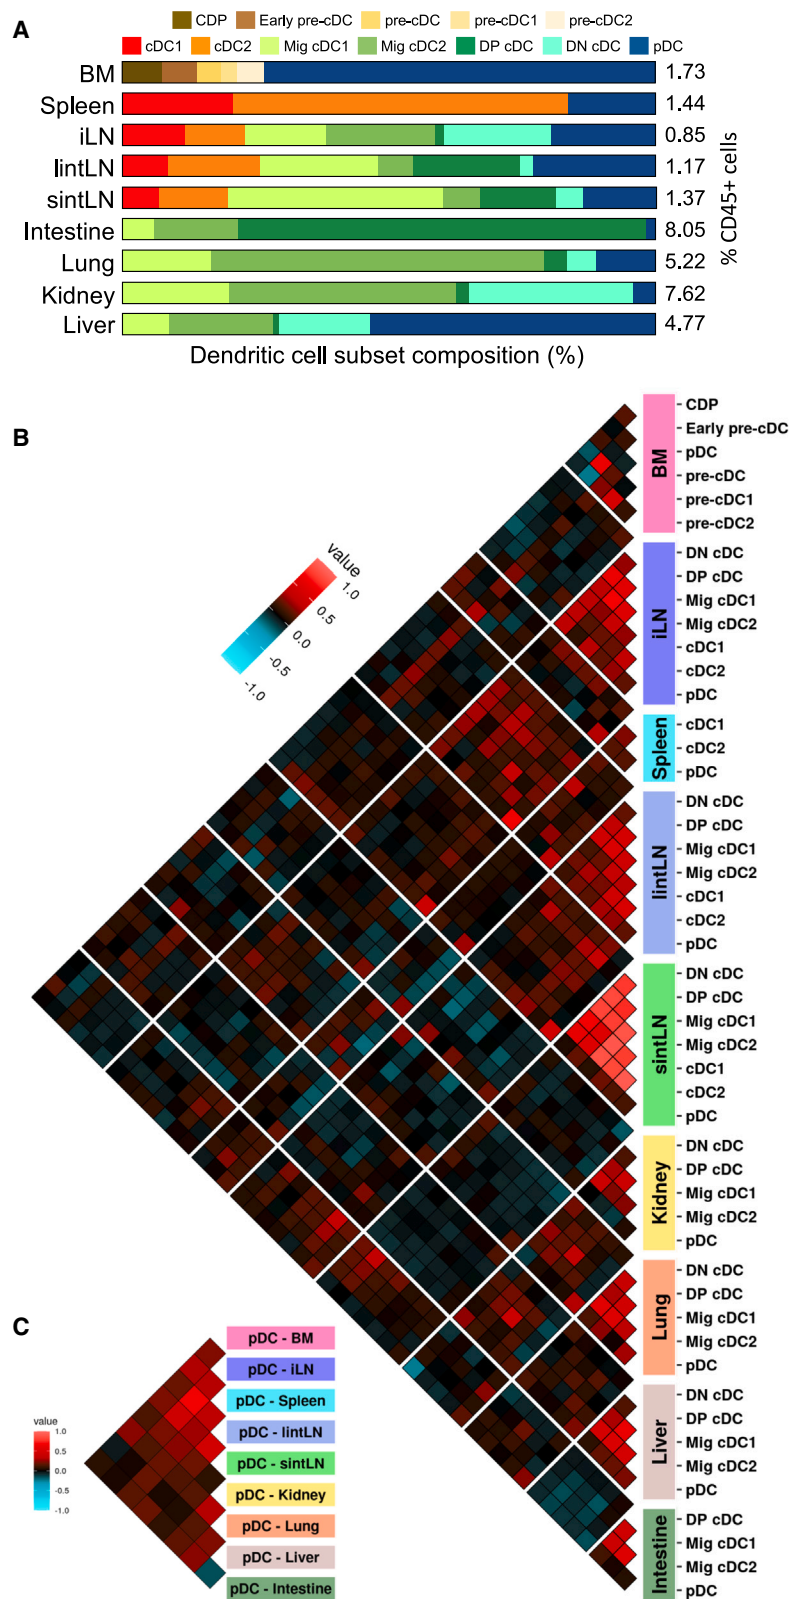 A
CDP Early pre-cDC pre-cDC pre-cDC1 pre-cDC2
cDC1 cDC2 Mig cDC1 Mig cDC2 DP cDC DN cDC pDC
BM 1.73
Spleen 1.44
iLN 0.85
lintLN 1.17
sintLN 1.37
Intestine 8.05
Lung 5.22
Kidney 7.62
Liver 4.77
% CD45+ cells
Dendritic cell subset composition (%)
B
value
1.0
0.5
0.0
-0.5
-1.0
BM
CDP
Early pre-cDC
pDC
pre-cDC
pre-cDC1
pre-cDC2
iLN
DN cDC
DP cDC
Mig cDC1
Mig cDC2
cDC1
cDC2
pDC
Spleen
cDC1
cDC2
pDC
lintLN
DN cDC
DP cDC
Mig cDC1
Mig cDC2
cDC1
cDC2
pDC
sintLN
DN cDC
DP cDC
Mig cDC1
Mig cDC2
cDC1
cDC2
pDC
Kidney
DN cDC
DP cDC
Mig cDC1
Mig cDC2
pDC
Lung
DN cDC
DP cDC
Mig cDC1
Mig cDC2
pDC
Liver
DN cDC
DP cDC
Mig cDC1
Mig cDC2
pDC
Intestine
DP cDC
Mig cDC1
Mig cDC2
pDC
C
value
1.0
0.5
0.0
-0.5
-1.0
pDC - BM
pDC - iLN
pDC - Spleen
pDC - lintLN
pDC - sintLN
pDC - Kidney
pDC - Lung
pDC - Liver
pDC - Intestine